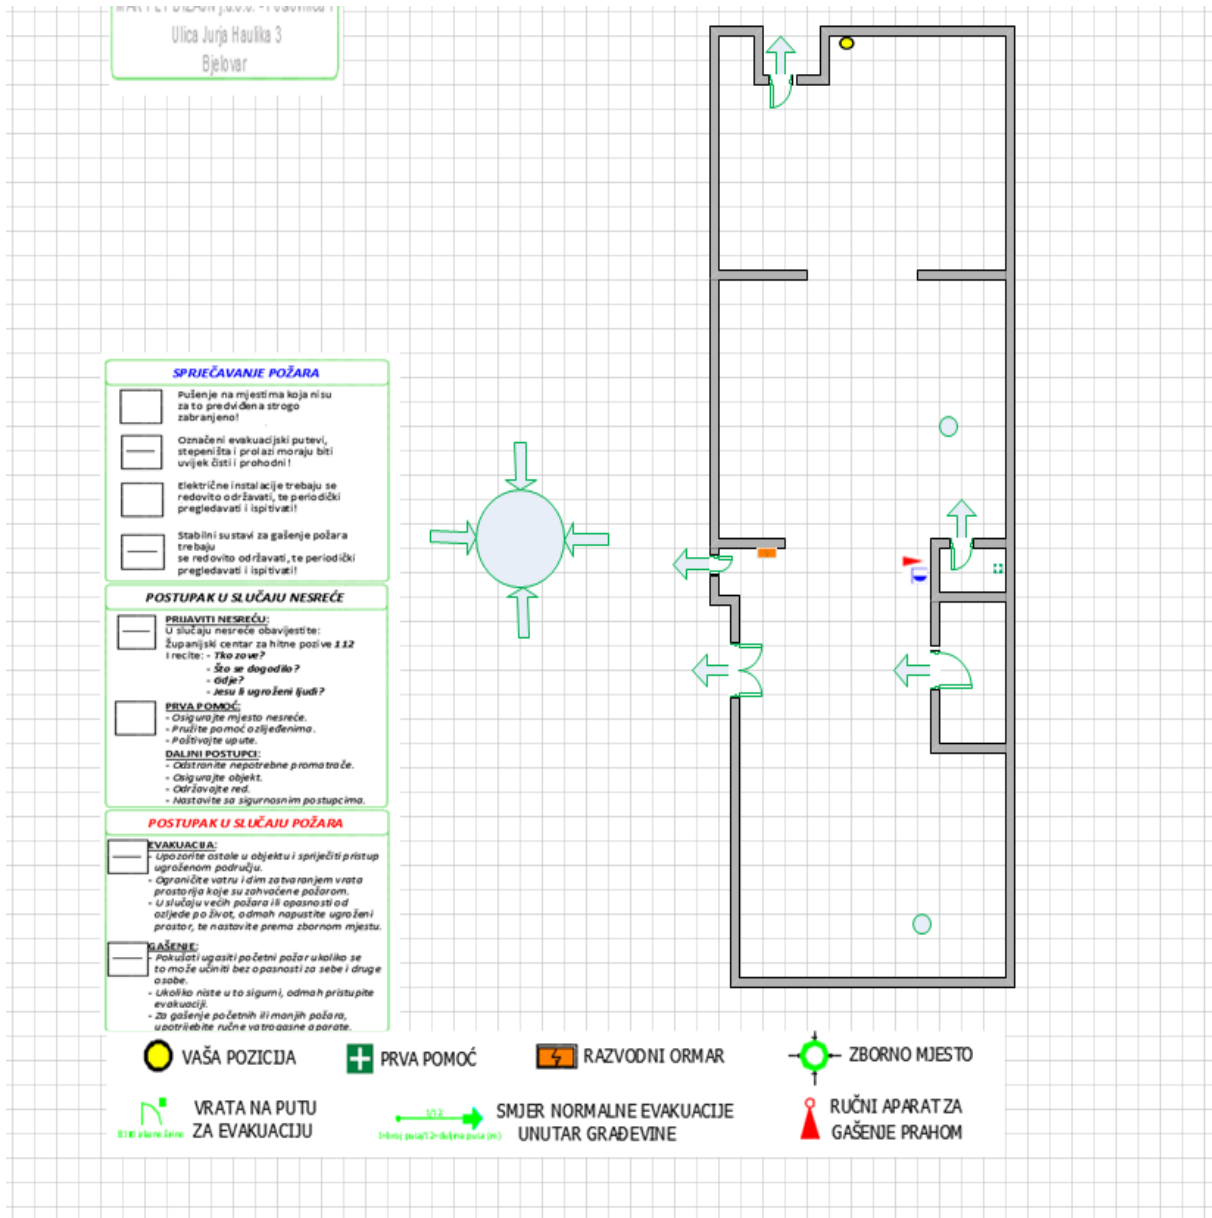 Ulica Jurja Haulika 3
Bjelovar
SPRJEČAVANJE POŽARA
Pušenje na mjestima koja nisu
za to predviđena strogo
zabranjeno!
Označeni evakuacijski putevi,
stepeništa i prolazi moraju biti
uvijek čisti i prohodni!
Električne instalacije trebaju se
redovito održavati, te periodički
pregledavati i ispitivati!
Stabilni sustavi za gašenje požara
trebaju
se redovito održavati, te periodički
pregledavati i ispitivati!
POSTUPAK U SLUČAJU NESREĆE
PRIJAVITI NESREĆU:
U slučaju nesreće obavijestite:
Županijski centar za hitne pozive 112
I recite: - Tko zove?
- Što se dogodilo?
- Gdje?
- Jesu li ugroženi ljudi?
PRVA POMOĆ:
- Osigurajte mjesto nesreće.
- Pružite pomoć ozlijeđenima.
- Poštivajte upute.
DALJNI POSTUPCI:
- Odstranite nepotrebne promatrače.
- Osigurajte objekt.
- Održavajte red.
- Nastavite sa sigurnosnim postupcima.
POSTUPAK U SLUČAJU POŽARA
EVAKUACIJA:
- Upozorite ostale u objektu i spriječiti pristup
ugroženom području.
- Ograničite vatru i dim zatvaranjem vrata
prostorija koje su zahvaćene požarom.
- U slučaju većih požara ili opasnosti od
ozljede po život, odmah napustite ugroženi
prostor, te nastavite prema zbornom mjestu.
GAŠENJE:
- Pokušati ugasiti početni požar ukoliko se
to može učiniti bez opasnosti za sebe i druge
osobe.
- Ukoliko niste u to sigurni, odmah pristupite
evakuaciji.
- Za gašenje početnih ili manjih požara,
upotrijebite ručne vatrogasne aparate.
VAŠA POZICIJA
PRVA POMOĆ
RAZVODNI ORMAR
ZBORNO MJESTO
VRATA NA PUTU
ZA EVAKUACIJU
1/12
SMJER NORMALNE EVAKUACIJE
UNUTAR GRAĐEVINE
RUČNI APARAT ZA
GAŠENJE PRAHOM